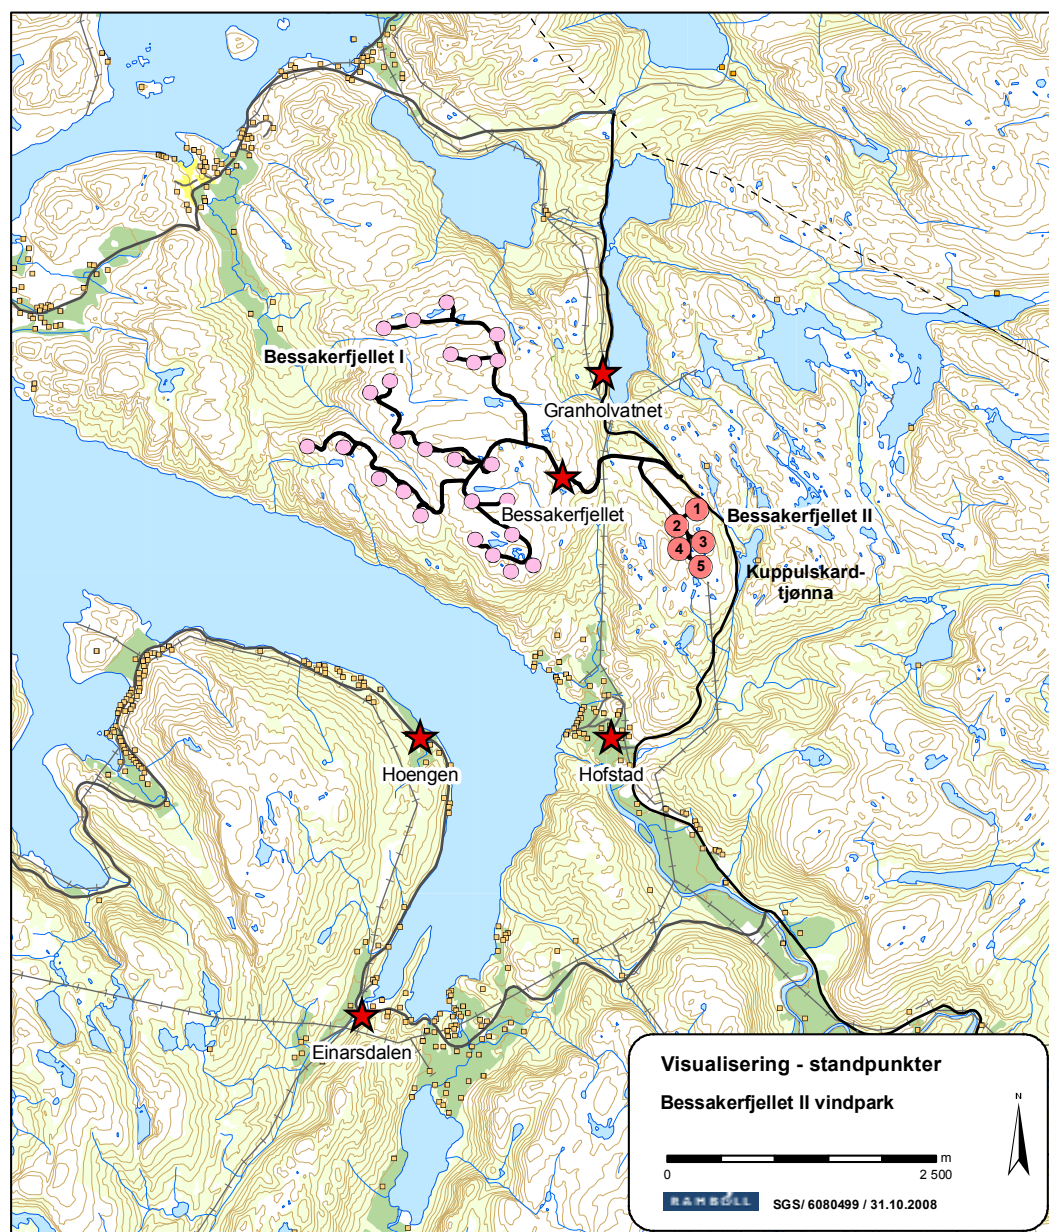 Bessakerfjellet I
Granholvatnet
Bessakerfjellet
1
2
3
4
5
Bessakerfjellet II
Kuppulskard-
tjønna
Hoengen
Hofstad
Einarsdalen
Visualisering - standpunkter
Bessakerfjellet II vindpark
N
m
0 2 500
RAMBØLL SGS/ 6080499 / 31.10.2008